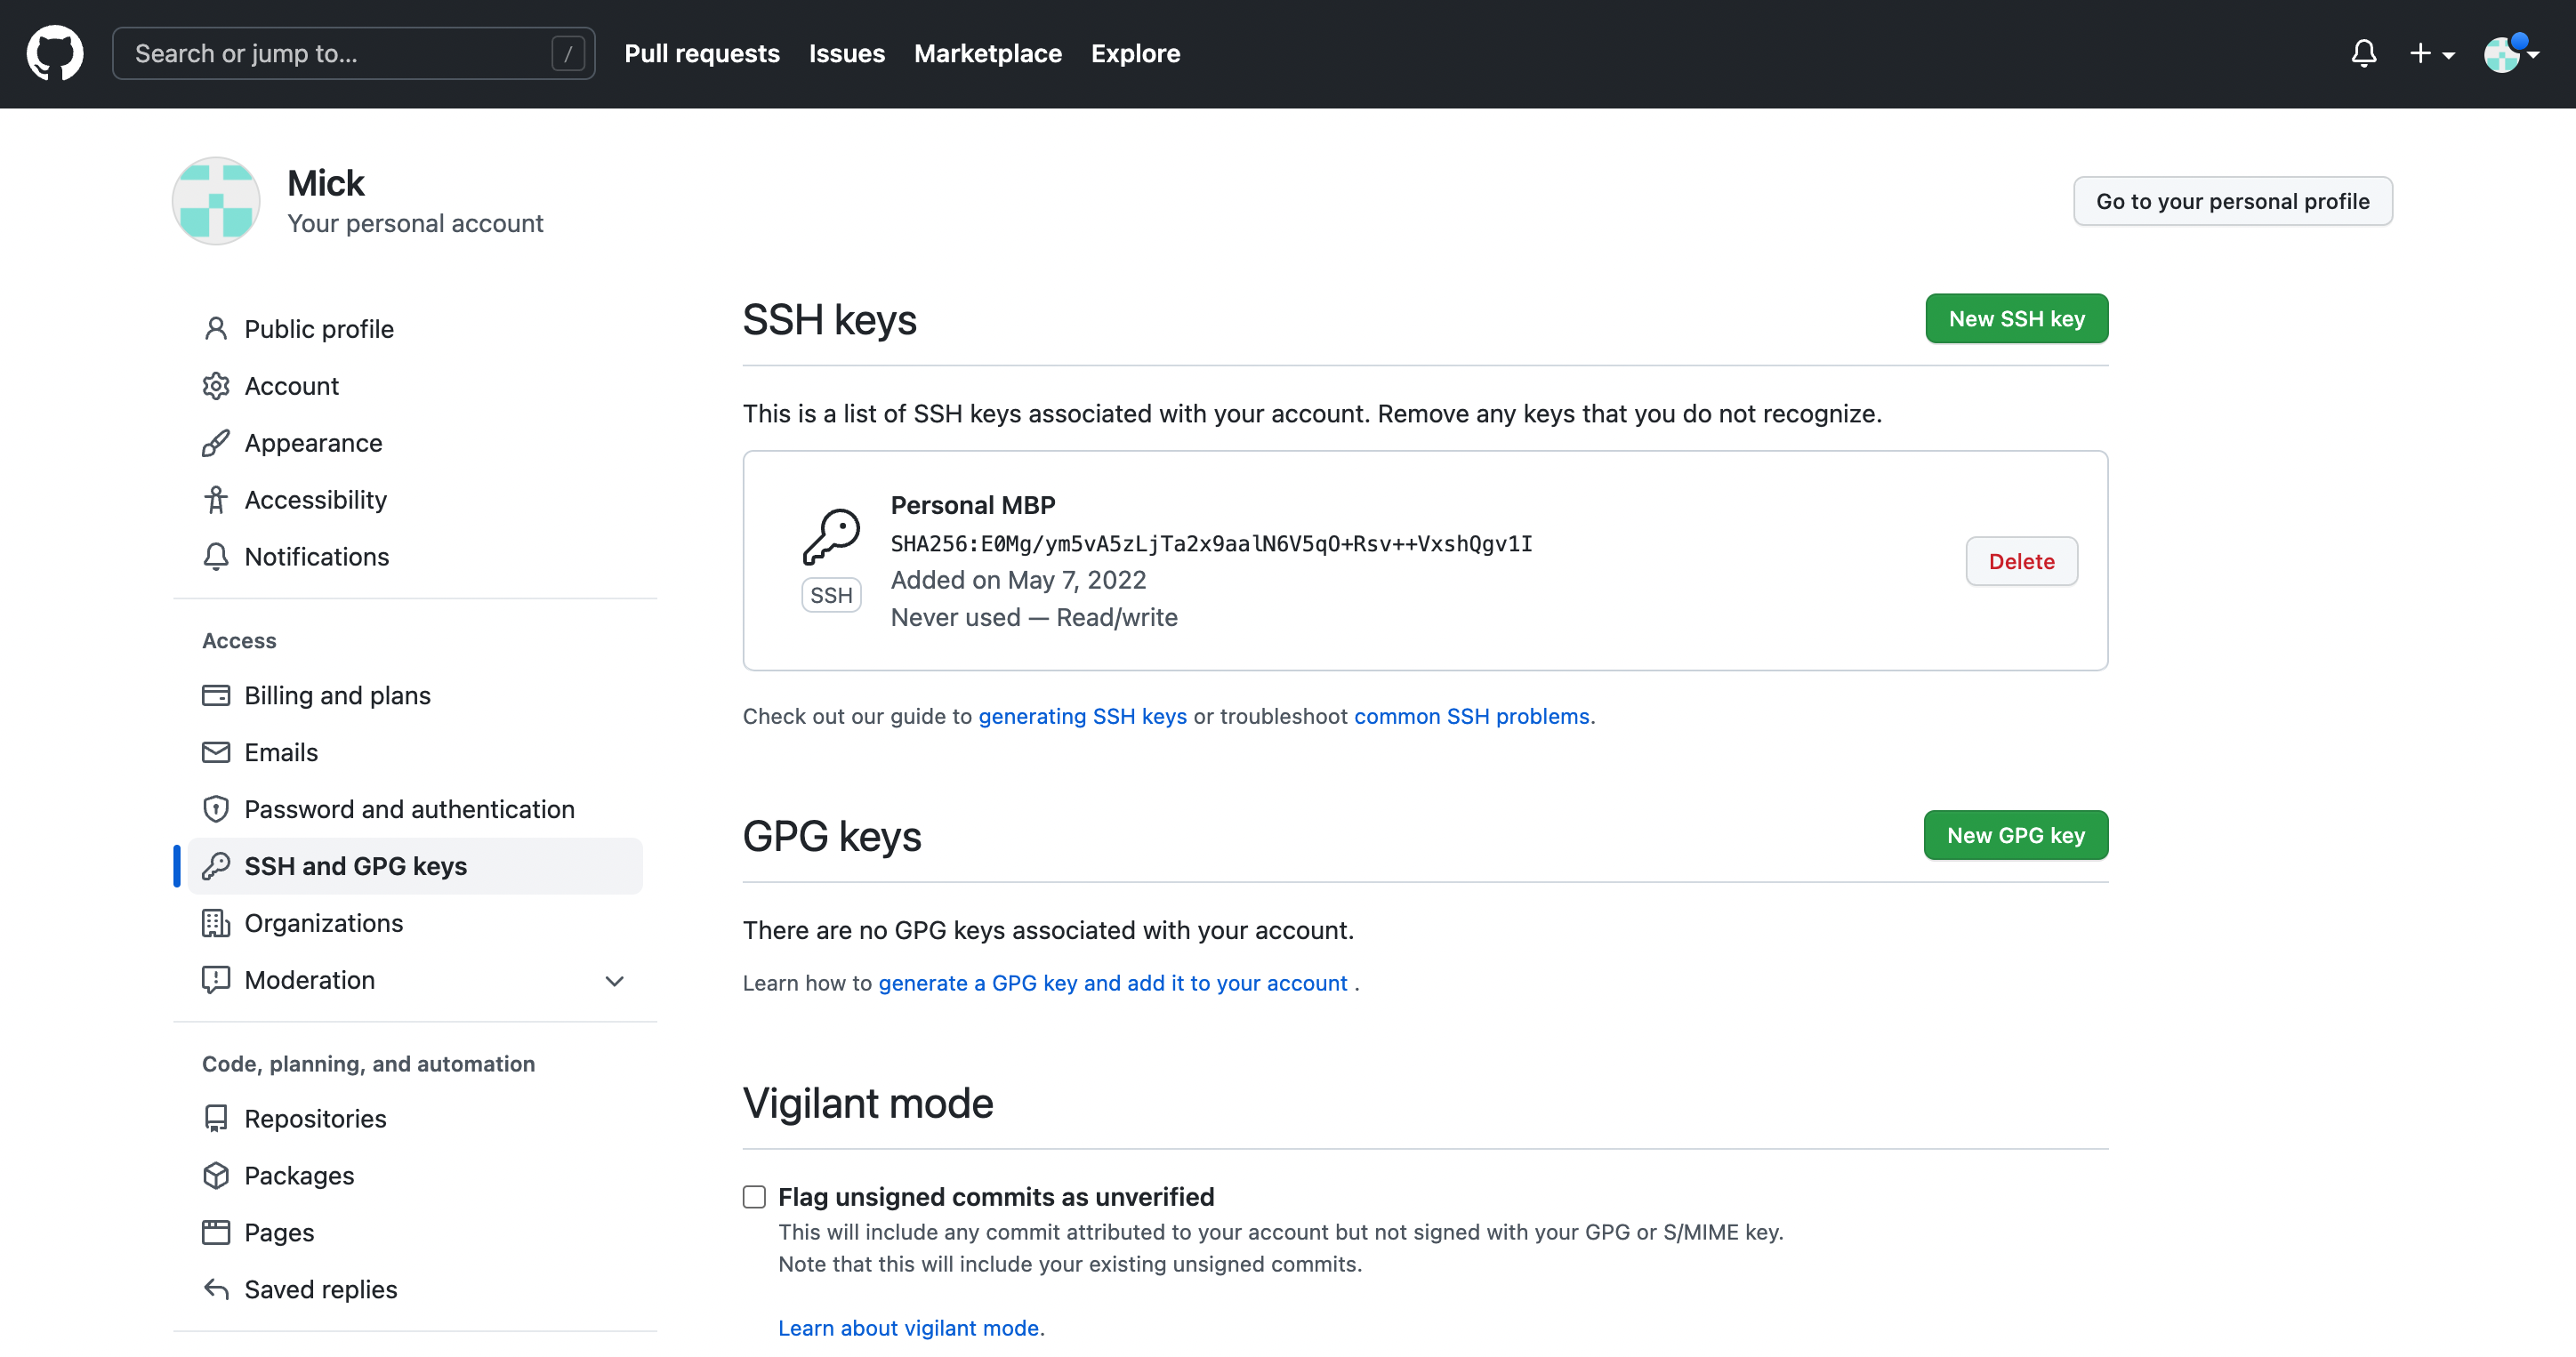 Search or jump to...
/
Pull requests
Issues
Marketplace
Explore
Mick
Your personal account
Go to your personal profile
Public profile
Account
Appearance
Accessibility
Notifications
Access
Billing and plans
Emails
Password and authentication
SSH and GPG keys
Organizations
Moderation
Code, planning, and automation
Repositories
Packages
Pages
Saved replies
SSH keys
New SSH key
This is a list of SSH keys associated with your account. Remove any keys that you do not recognize.
SSH
Personal MBP
SHA256:E0Mg/ym5vA5zLjTa2x9aalN6V5qO+Rsv++VxshQgv1I
Added on May 7, 2022
Never used — Read/write
Delete
Check out our guide to generating SSH keys or troubleshoot common SSH problems.
GPG keys
New GPG key
There are no GPG keys associated with your account.
Learn how to generate a GPG key and add it to your account .
Vigilant mode
Flag unsigned commits as unverified
This will include any commit attributed to your account but not signed with your GPG or S/MIME key.
Note that this will include your existing unsigned commits.
Learn about vigilant mode.